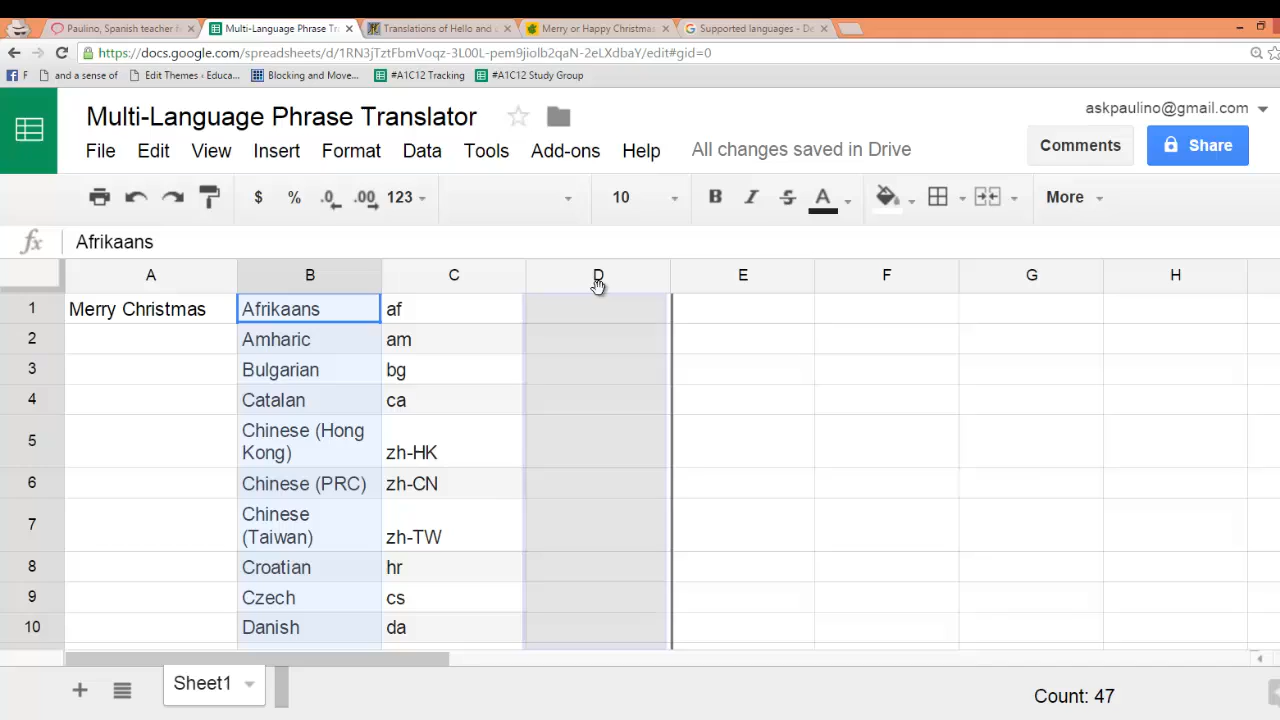 Paulino, Spanish teacher f
Multi-Language Phrase Tr
Translations of Hello and
Merry or Happy Christmas
Supported languages - De
https://docs.google.com/spreadsheets/d/1RN3jTztFbmVoqz-3L00L-pem9jiolb2qaN-2eLXdbaY/edit#gid=0
F
and a sense of
Edit Themes ‹ Educa...
Blocking and Move...
#A1C12 Tracking
#A1C12 Study Group
Multi-Language Phrase Translator
askpaulino@gmail.com
File Edit View Insert Format Data Tools Add-ons Help All changes saved in Drive
Comments
Share
$ % .0 .00 123 10 B I S A More
fx Afrikaans
A B C D E F G H
1 Merry Christmas Afrikaans af
2 Amharic am
3 Bulgarian bg
4 Catalan ca
5 Chinese (Hong
Kong) zh-HK
6 Chinese (PRC) zh-CN
7 Chinese
(Taiwan) zh-TW
8 Croatian hr
9 Czech cs
10 Danish da
Sheet1
Count: 47